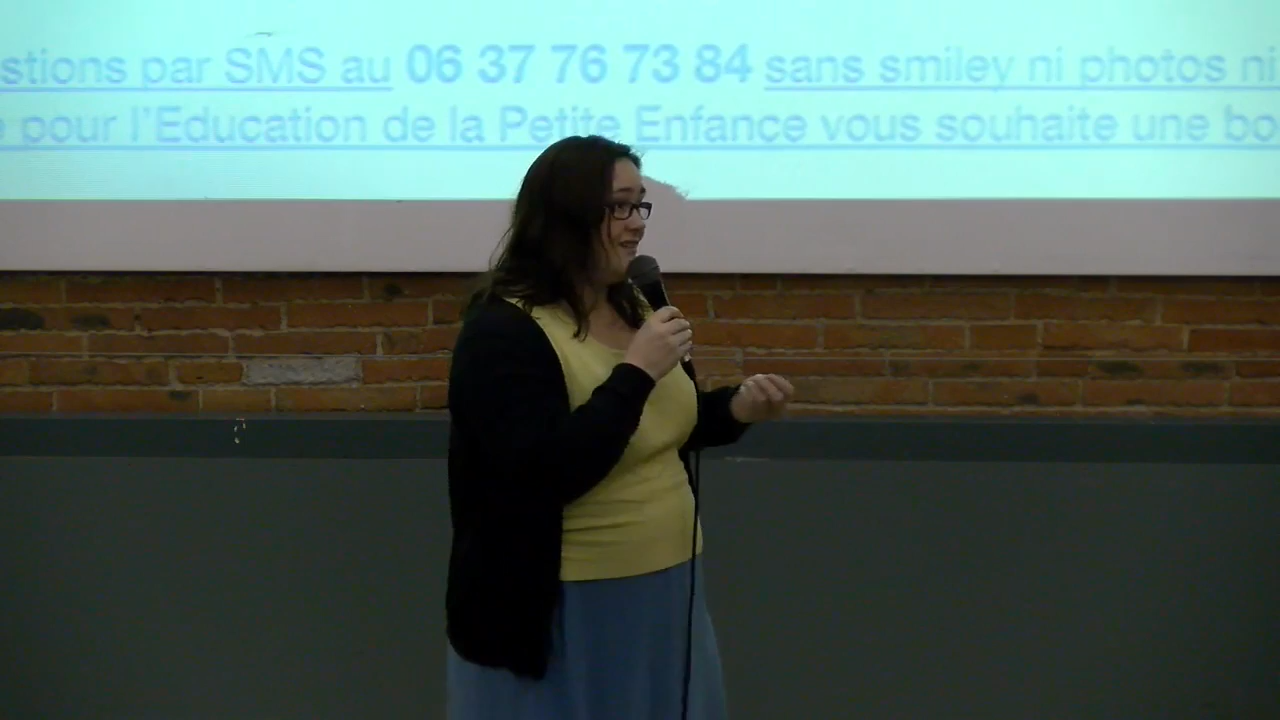 stions par SMS au 06 37 76 73 84 sans smiley ni photos ni
pour l'Education de la Petite Enfance vous souhaite une bo